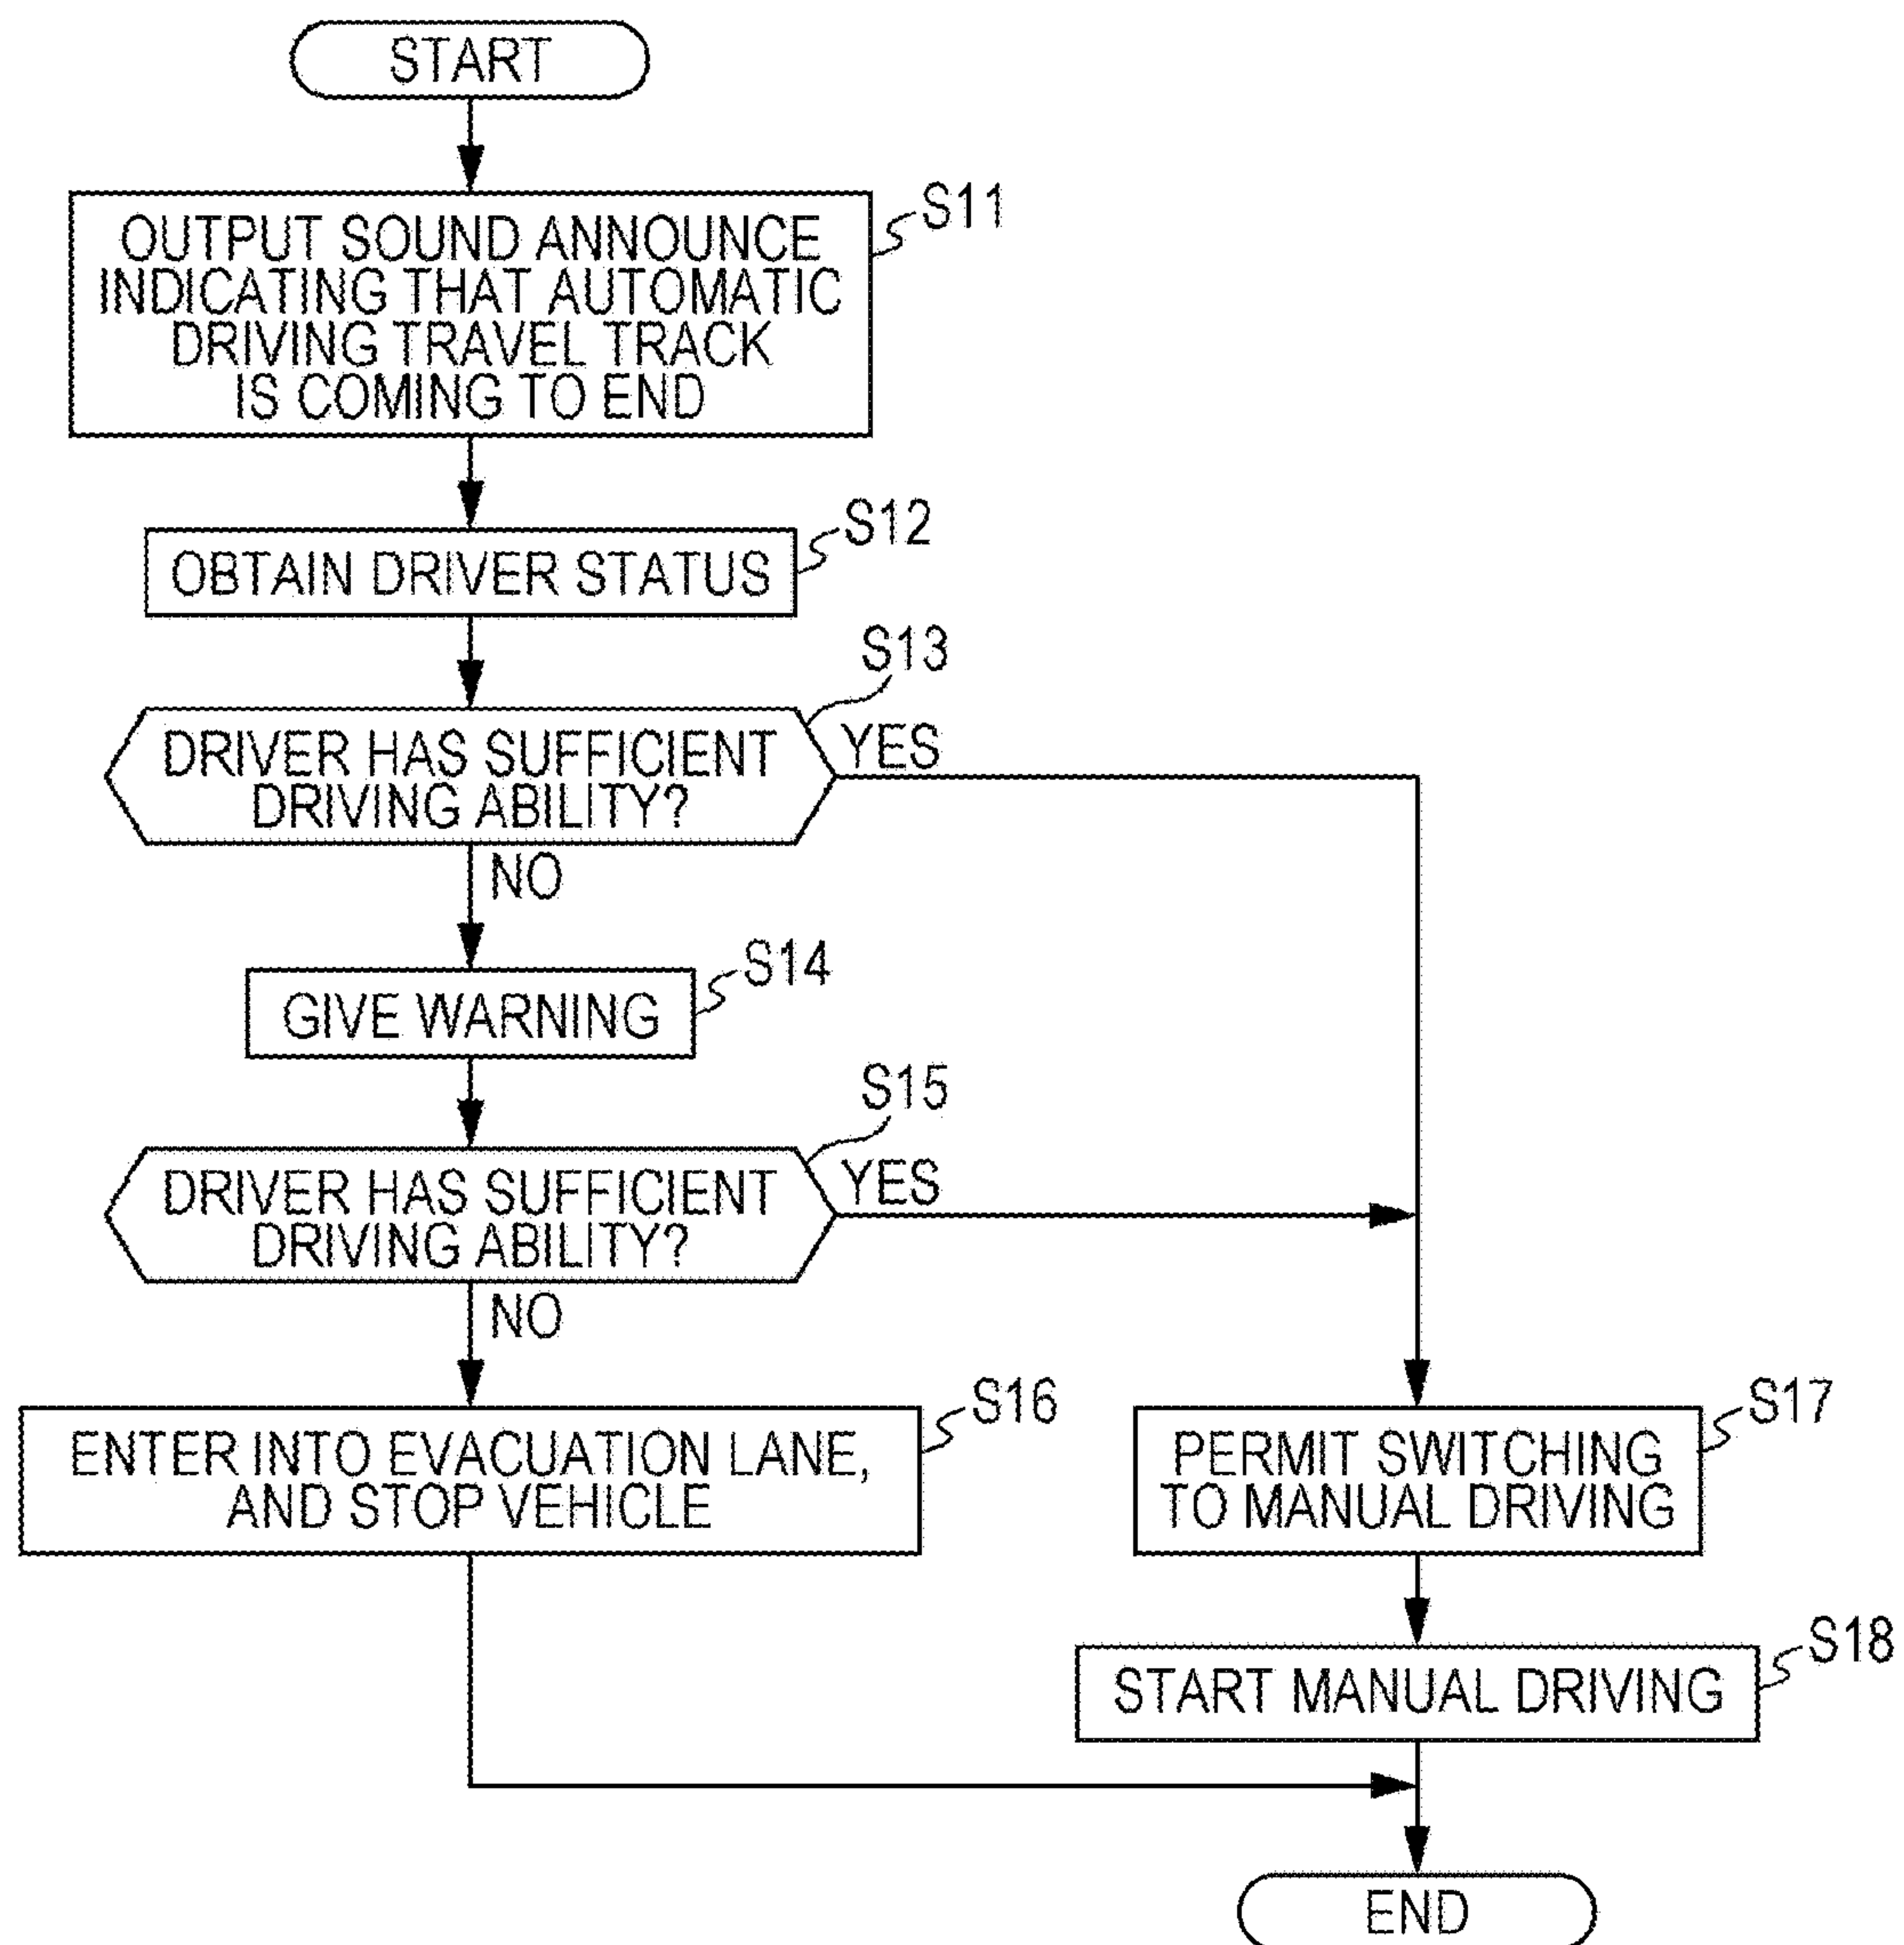 START
S11
OUTPUT SOUND ANNOUNCE
INDICATING THAT AUTOMATIC
DRIVING TRAVEL TRACK
IS COMING TO END
S12
OBTAIN DRIVER STATUS
S13
DRIVER HAS SUFFICIENT
DRIVING ABILITY?
YES
NO
S14
GIVE WARNING
S15
DRIVER HAS SUFFICIENT
DRIVING ABILITY?
YES
NO
S16
ENTER INTO EVACUATION LANE,
AND STOP VEHICLE
S17
PERMIT SWITCHING
TO MANUAL DRIVING
S18
START MANUAL DRIVING
END